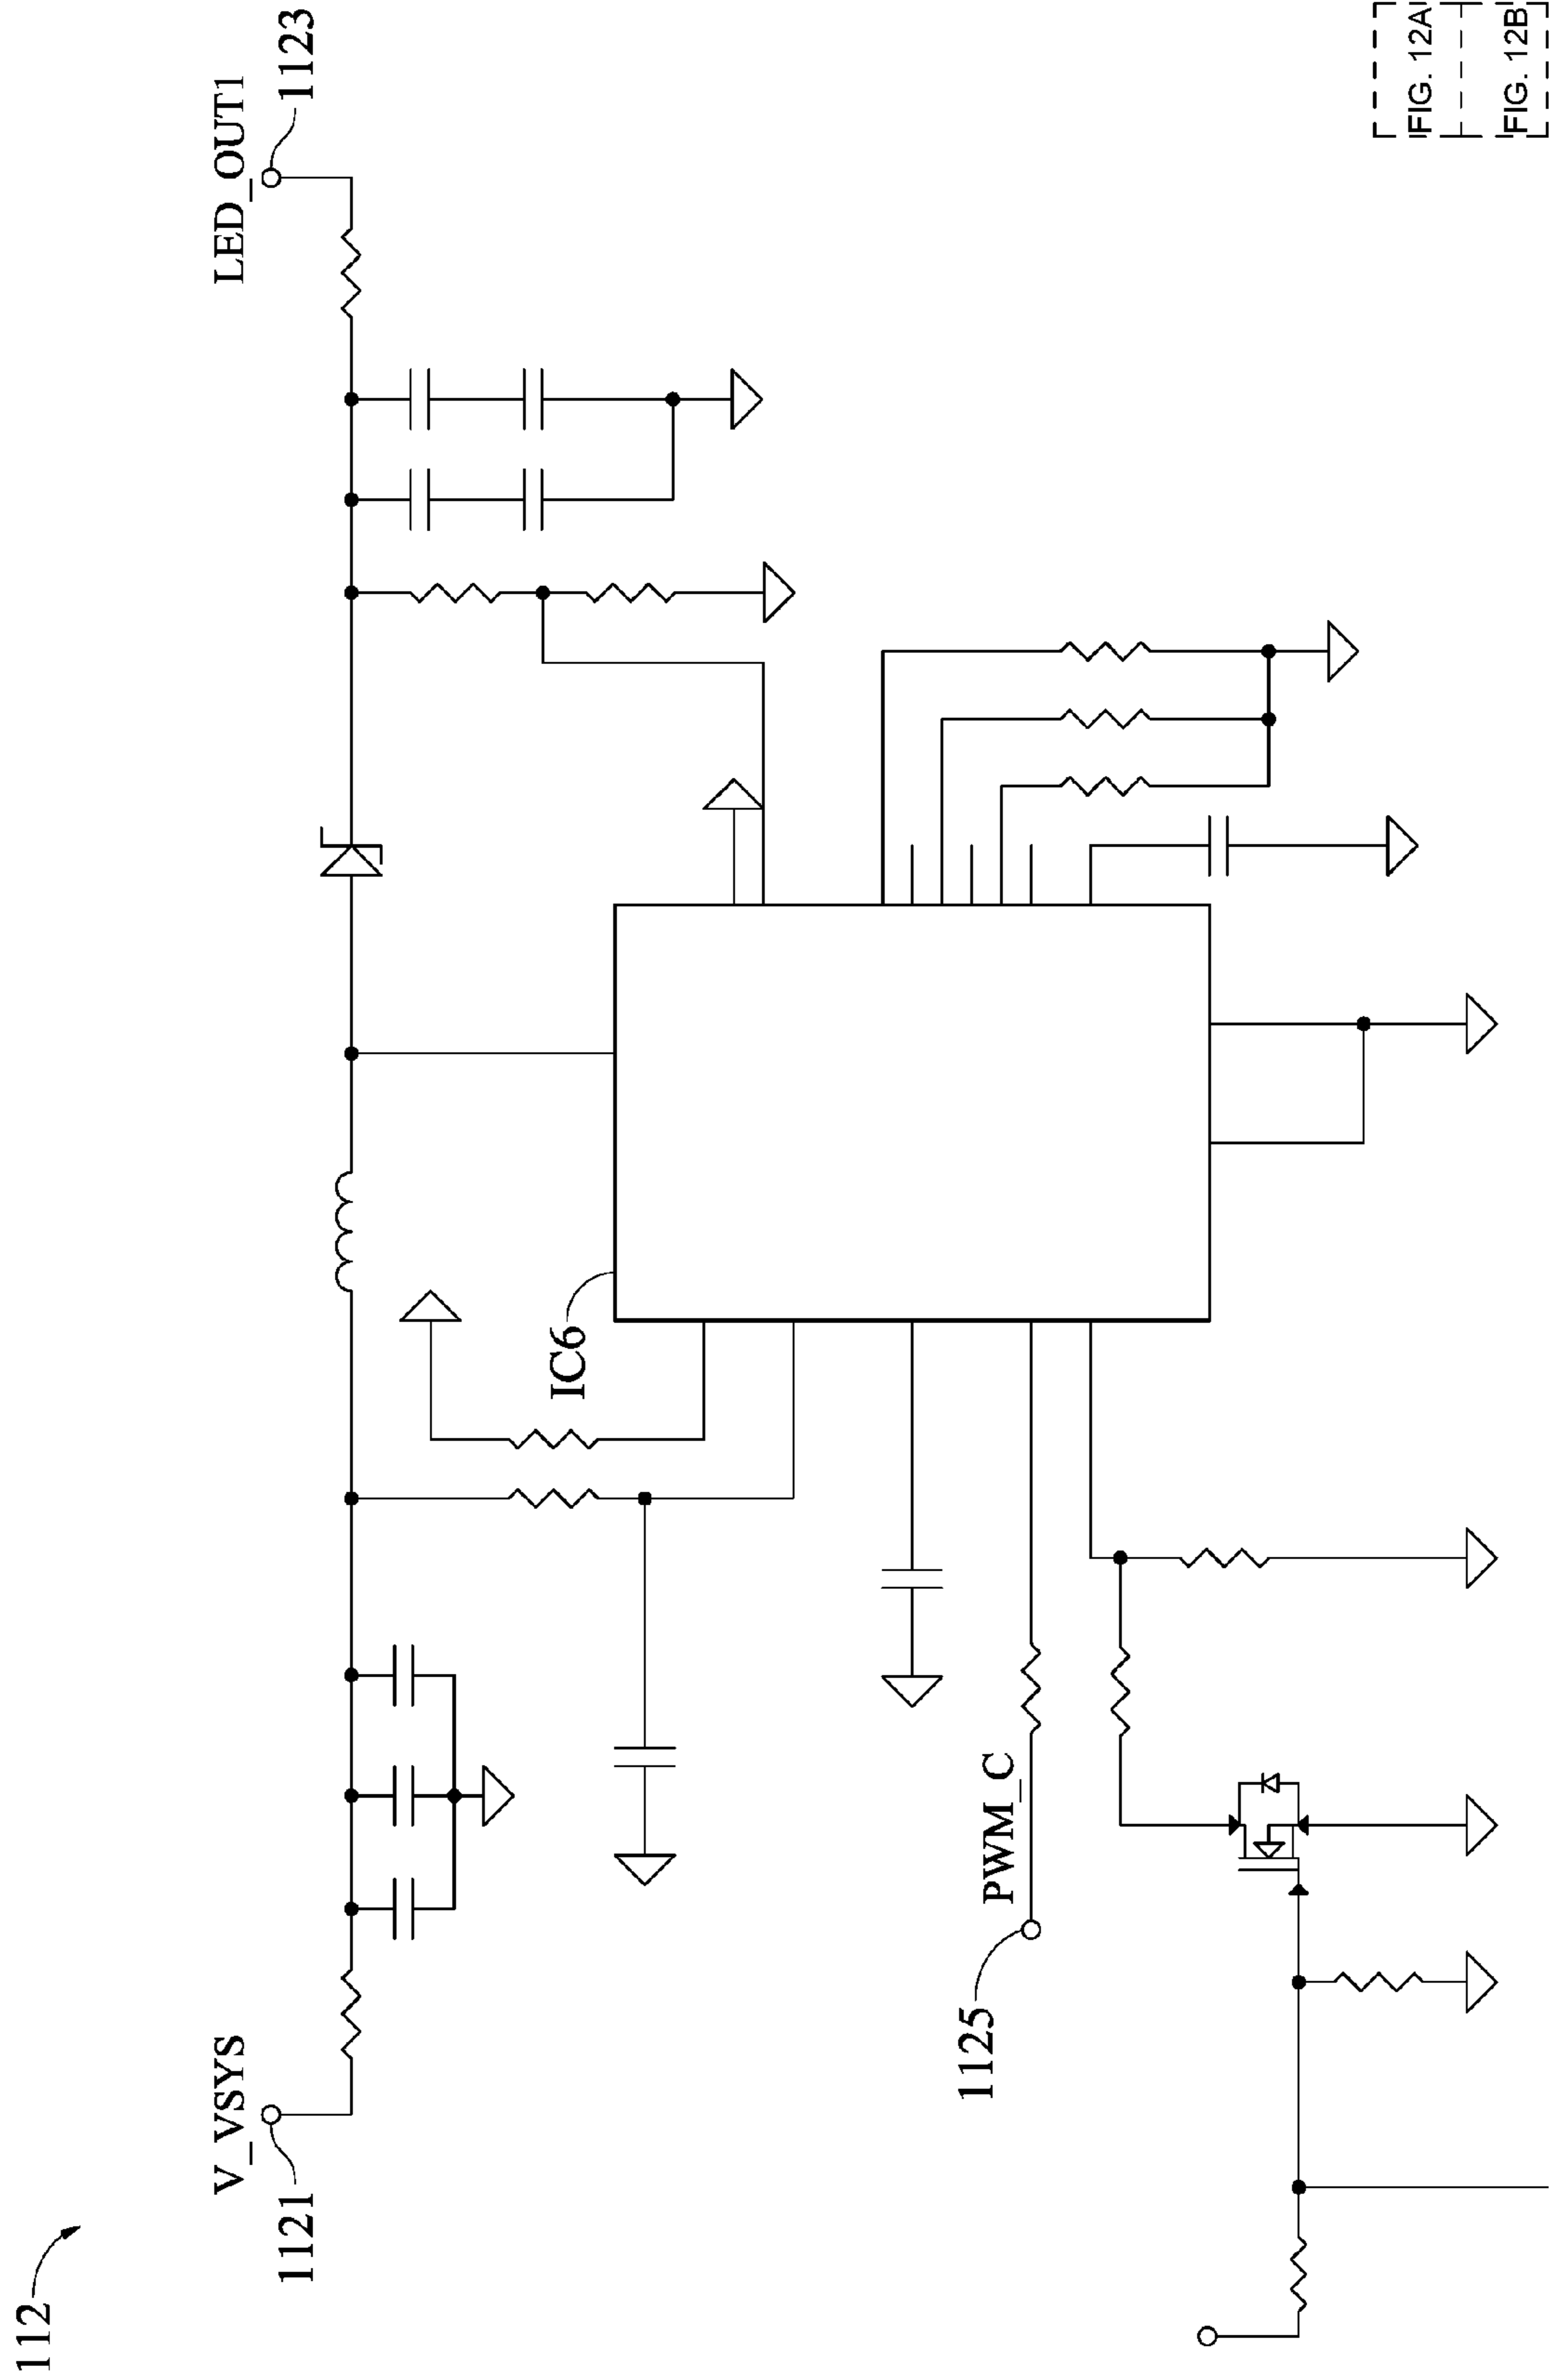 112
V_VSYS
1121
LED_OUT1
1123
IC6
PWM_C
1125
FIG. 12A
FIG. 12B